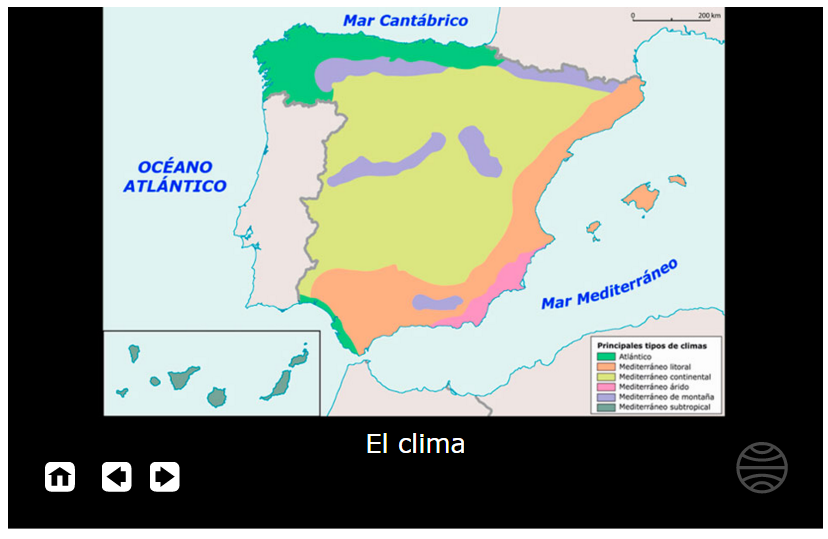 Mar Cantábrico
0 200 km
OCÉANO
ATLÁNTICO
Mar Mediterráneo
Principales tipos de climas
Atlántico
Mediterráneo litoral
Mediterráneo continental
Mediterráneo árido
Mediterráneo de montaña
Mediterráneo subtropical
El clima